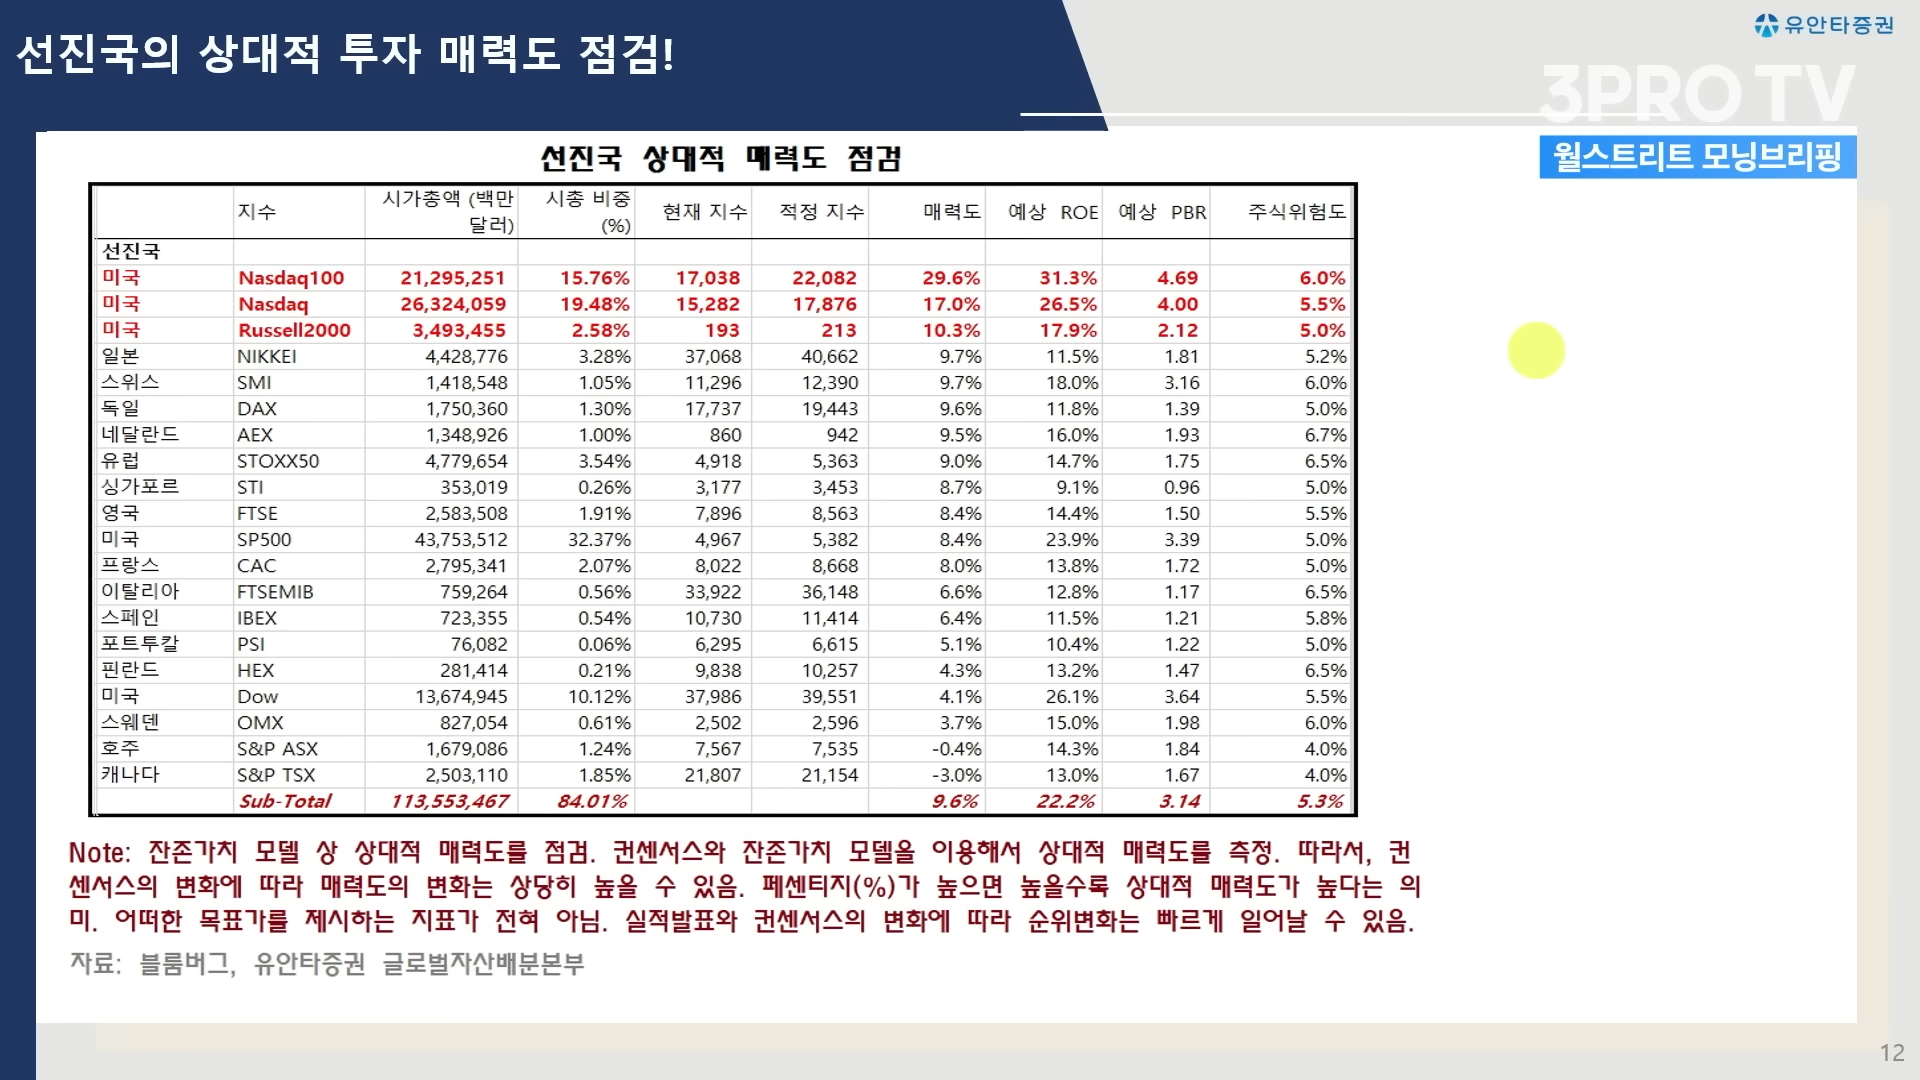 선진국의 상대적 투자 매력도 점검!
유안타증권
3PRO TV
월스트리트 모닝브리핑
선진국 상대적 매력도 점검
지수 시가총액 (백만 달러) 시총 비중 (%) 현재 지수 적정 지수 매력도 예상 ROE 예상 PBR 주식위험도
선진국
미국 Nasdaq100 21,295,251 15.76% 17,038 22,082 29.6% 31.3% 4.69 6.0%
미국 Nasdaq 26,324,059 19.48% 15,282 17,876 17.0% 26.5% 4.00 5.5%
미국 Russell2000 3,493,455 2.58% 193 213 10.3% 17.9% 2.12 5.0%
일본 NIKKEI 4,428,776 3.28% 37,068 40,662 9.7% 11.5% 1.81 5.2%
스위스 SMI 1,418,548 1.05% 11,296 12,390 9.7% 18.0% 3.16 6.0%
독일 DAX 1,750,360 1.30% 17,737 19,443 9.6% 11.8% 1.39 5.0%
네달란드 AEX 1,348,926 1.00% 860 942 9.5% 16.0% 1.93 6.7%
유럽 STOXX50 4,779,654 3.54% 4,918 5,363 9.0% 14.7% 1.75 6.5%
싱가포르 STI 353,019 0.26% 3,177 3,453 8.7% 9.1% 0.96 5.0%
영국 FTSE 2,583,508 1.91% 7,896 8,563 8.4% 14.4% 1.50 5.5%
미국 SP500 43,753,512 32.37% 4,967 5,382 8.4% 23.9% 3.39 5.0%
프랑스 CAC 2,795,341 2.07% 8,022 8,668 8.0% 13.8% 1.72 5.0%
이탈리아 FTSEMIB 759,264 0.56% 33,922 36,148 6.6% 12.8% 1.17 6.5%
스페인 IBEX 723,355 0.54% 10,730 11,414 6.4% 11.5% 1.21 5.8%
포트투칼 PSI 76,082 0.06% 6,295 6,615 5.1% 10.4% 1.22 5.0%
핀란드 HEX 281,414 0.21% 9,838 10,257 4.3% 13.2% 1.47 6.5%
미국 Dow 13,674,945 10.12% 37,986 39,551 4.1% 26.1% 3.64 5.5%
스웨덴 OMX 827,054 0.61% 2,502 2,596 3.7% 15.0% 1.98 6.0%
호주 S&P ASX 1,679,086 1.24% 7,567 7,535 -0.4% 14.3% 1.84 4.0%
캐나다 S&P TSX 2,503,110 1.85% 21,807 21,154 -3.0% 13.0% 1.67 4.0%
Sub-Total 113,553,467 84.01% 9.6% 22.2% 3.14 5.3%
Note: 잔존가치 모델 상 상대적 매력도를 점검. 컨센서스와 잔존가치 모델을 이용해서 상대적 매력도를 측정. 따라서, 컨
센서스의 변화에 따라 매력도의 변화는 상당히 높을 수 있음. 페센티지(%)가 높으면 높을수록 상대적 매력도가 높다는 의
미. 어떠한 목표가를 제시하는 지표가 전혀 아님. 실적발표와 컨센서스의 변화에 따라 순위변화는 빠르게 일어날 수 있음.
자료: 블룸버그, 유안타증권 글로벌자산배분본부
12